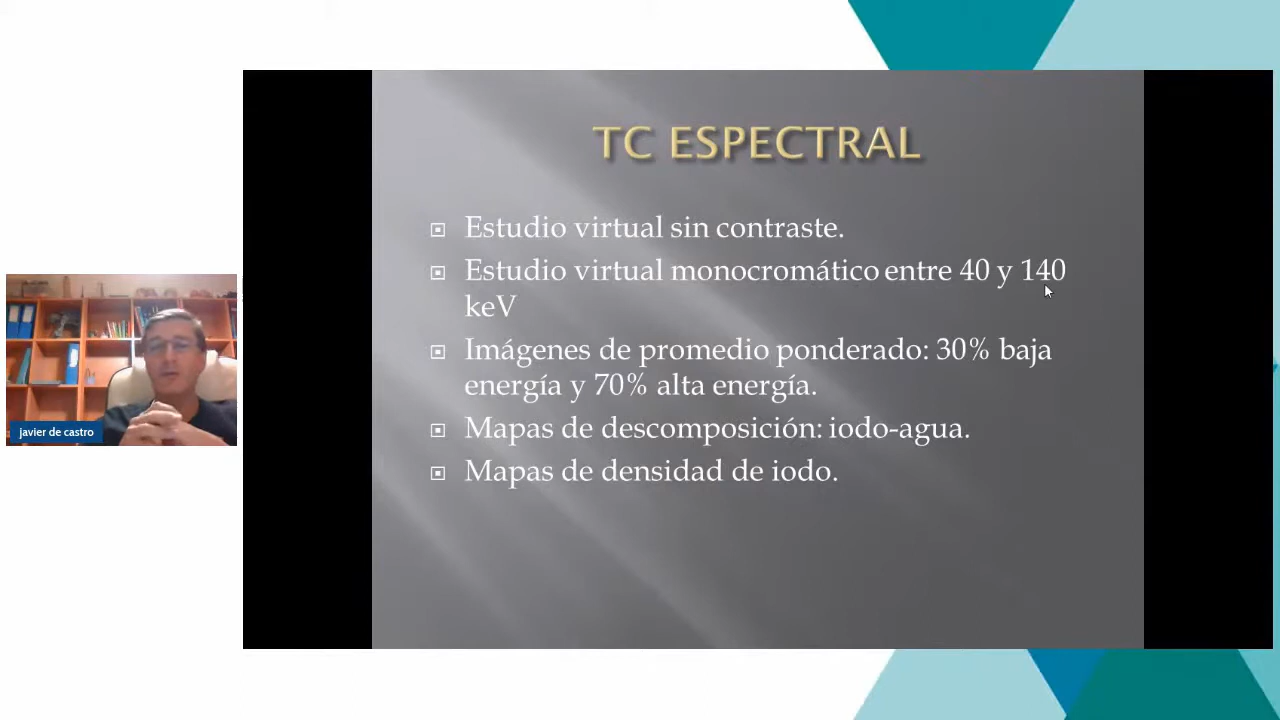 TC ESPECTRAL
Estudio virtual sin contraste.
Estudio virtual monocromático entre 40 y 140
keV
Imágenes de promedio ponderado: 30% baja
energía y 70% alta energía.
Mapas de descomposición: iodo-agua.
Mapas de densidad de iodo.
javier de castro